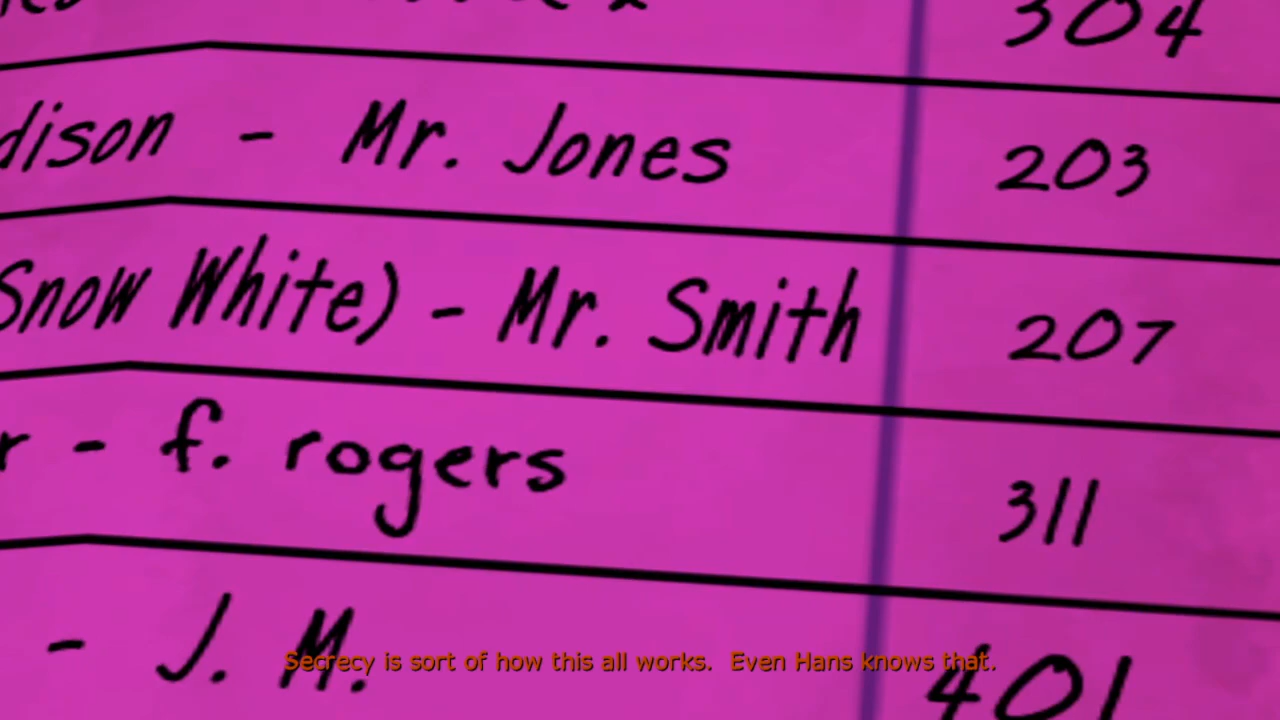 304
dison - Mr. Jones 203
Snow White) - Mr. Smith 207
r - f. rogers 311
- J. M. 401
Secrecy is sort of how this all works. Even Hans knows that.